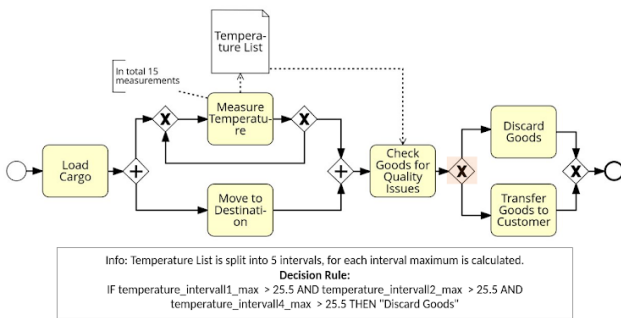 Tempera-
ture List
In total 15
measurements
X
Measure
Temperatu-
re
X
Load
Cargo
+
Move to
Destinati-
on
+
Check
Goods for
Quality
Issues
X
Discard
Goods
Transfer
Goods to
Customer
X
Info: Temperature List is split into 5 intervals, for each interval maximum is calculated.
Decision Rule:
IF temperature_intervall1_max > 25.5 AND temperature_intervall2_max > 25.5 AND
temperature_intervall4_max > 25.5 THEN "Discard Goods"